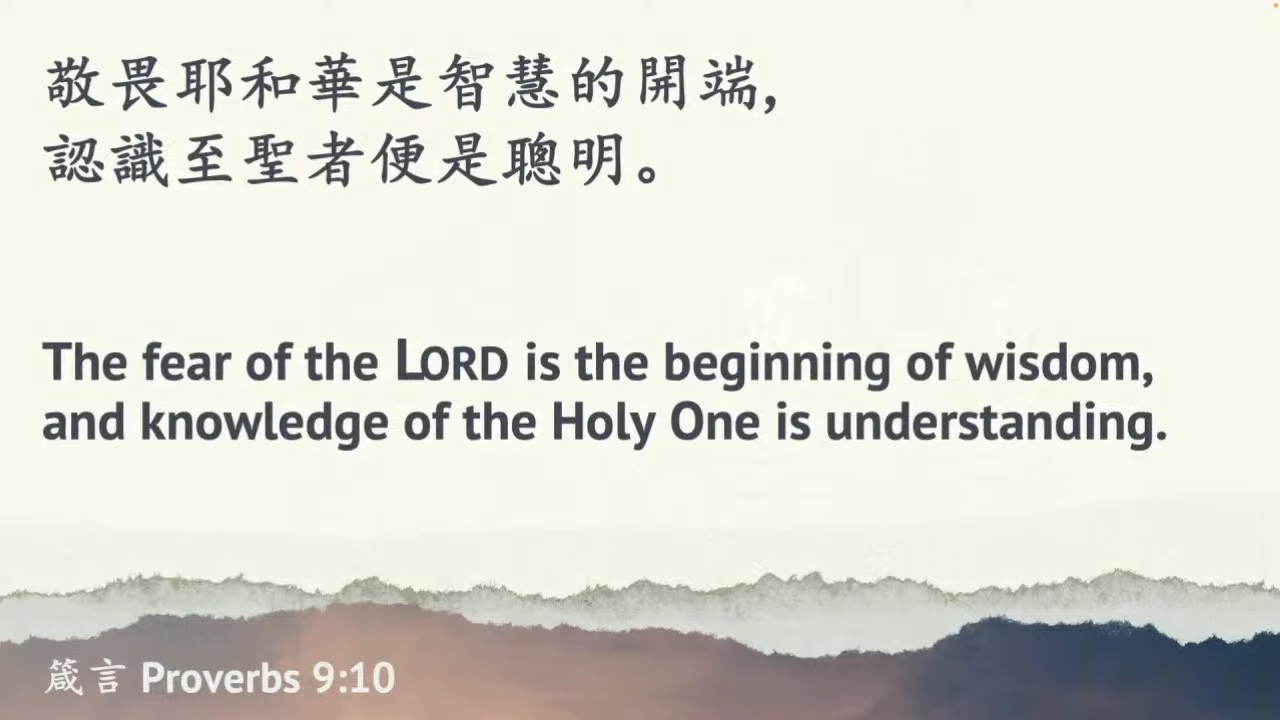 敬畏耶和華是智慧的開端,
認識至聖者便是聰明。
The fear of the LORD is the beginning of wisdom,
and knowledge of the Holy One is understanding.
箴言 Proverbs 9:10